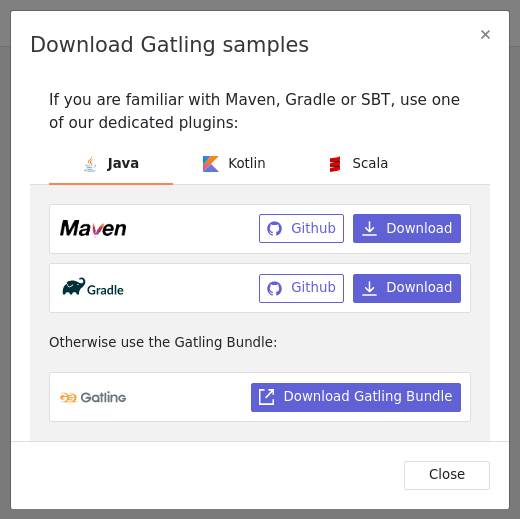 Download Gatling samples
×
If you are familiar with Maven, Gradle or SBT, use one
of our dedicated plugins:
Java Kotlin Scala
Maven Github Download
Gradle Github Download
Otherwise use the Gatling Bundle:
Gatling Download Gatling Bundle
Close